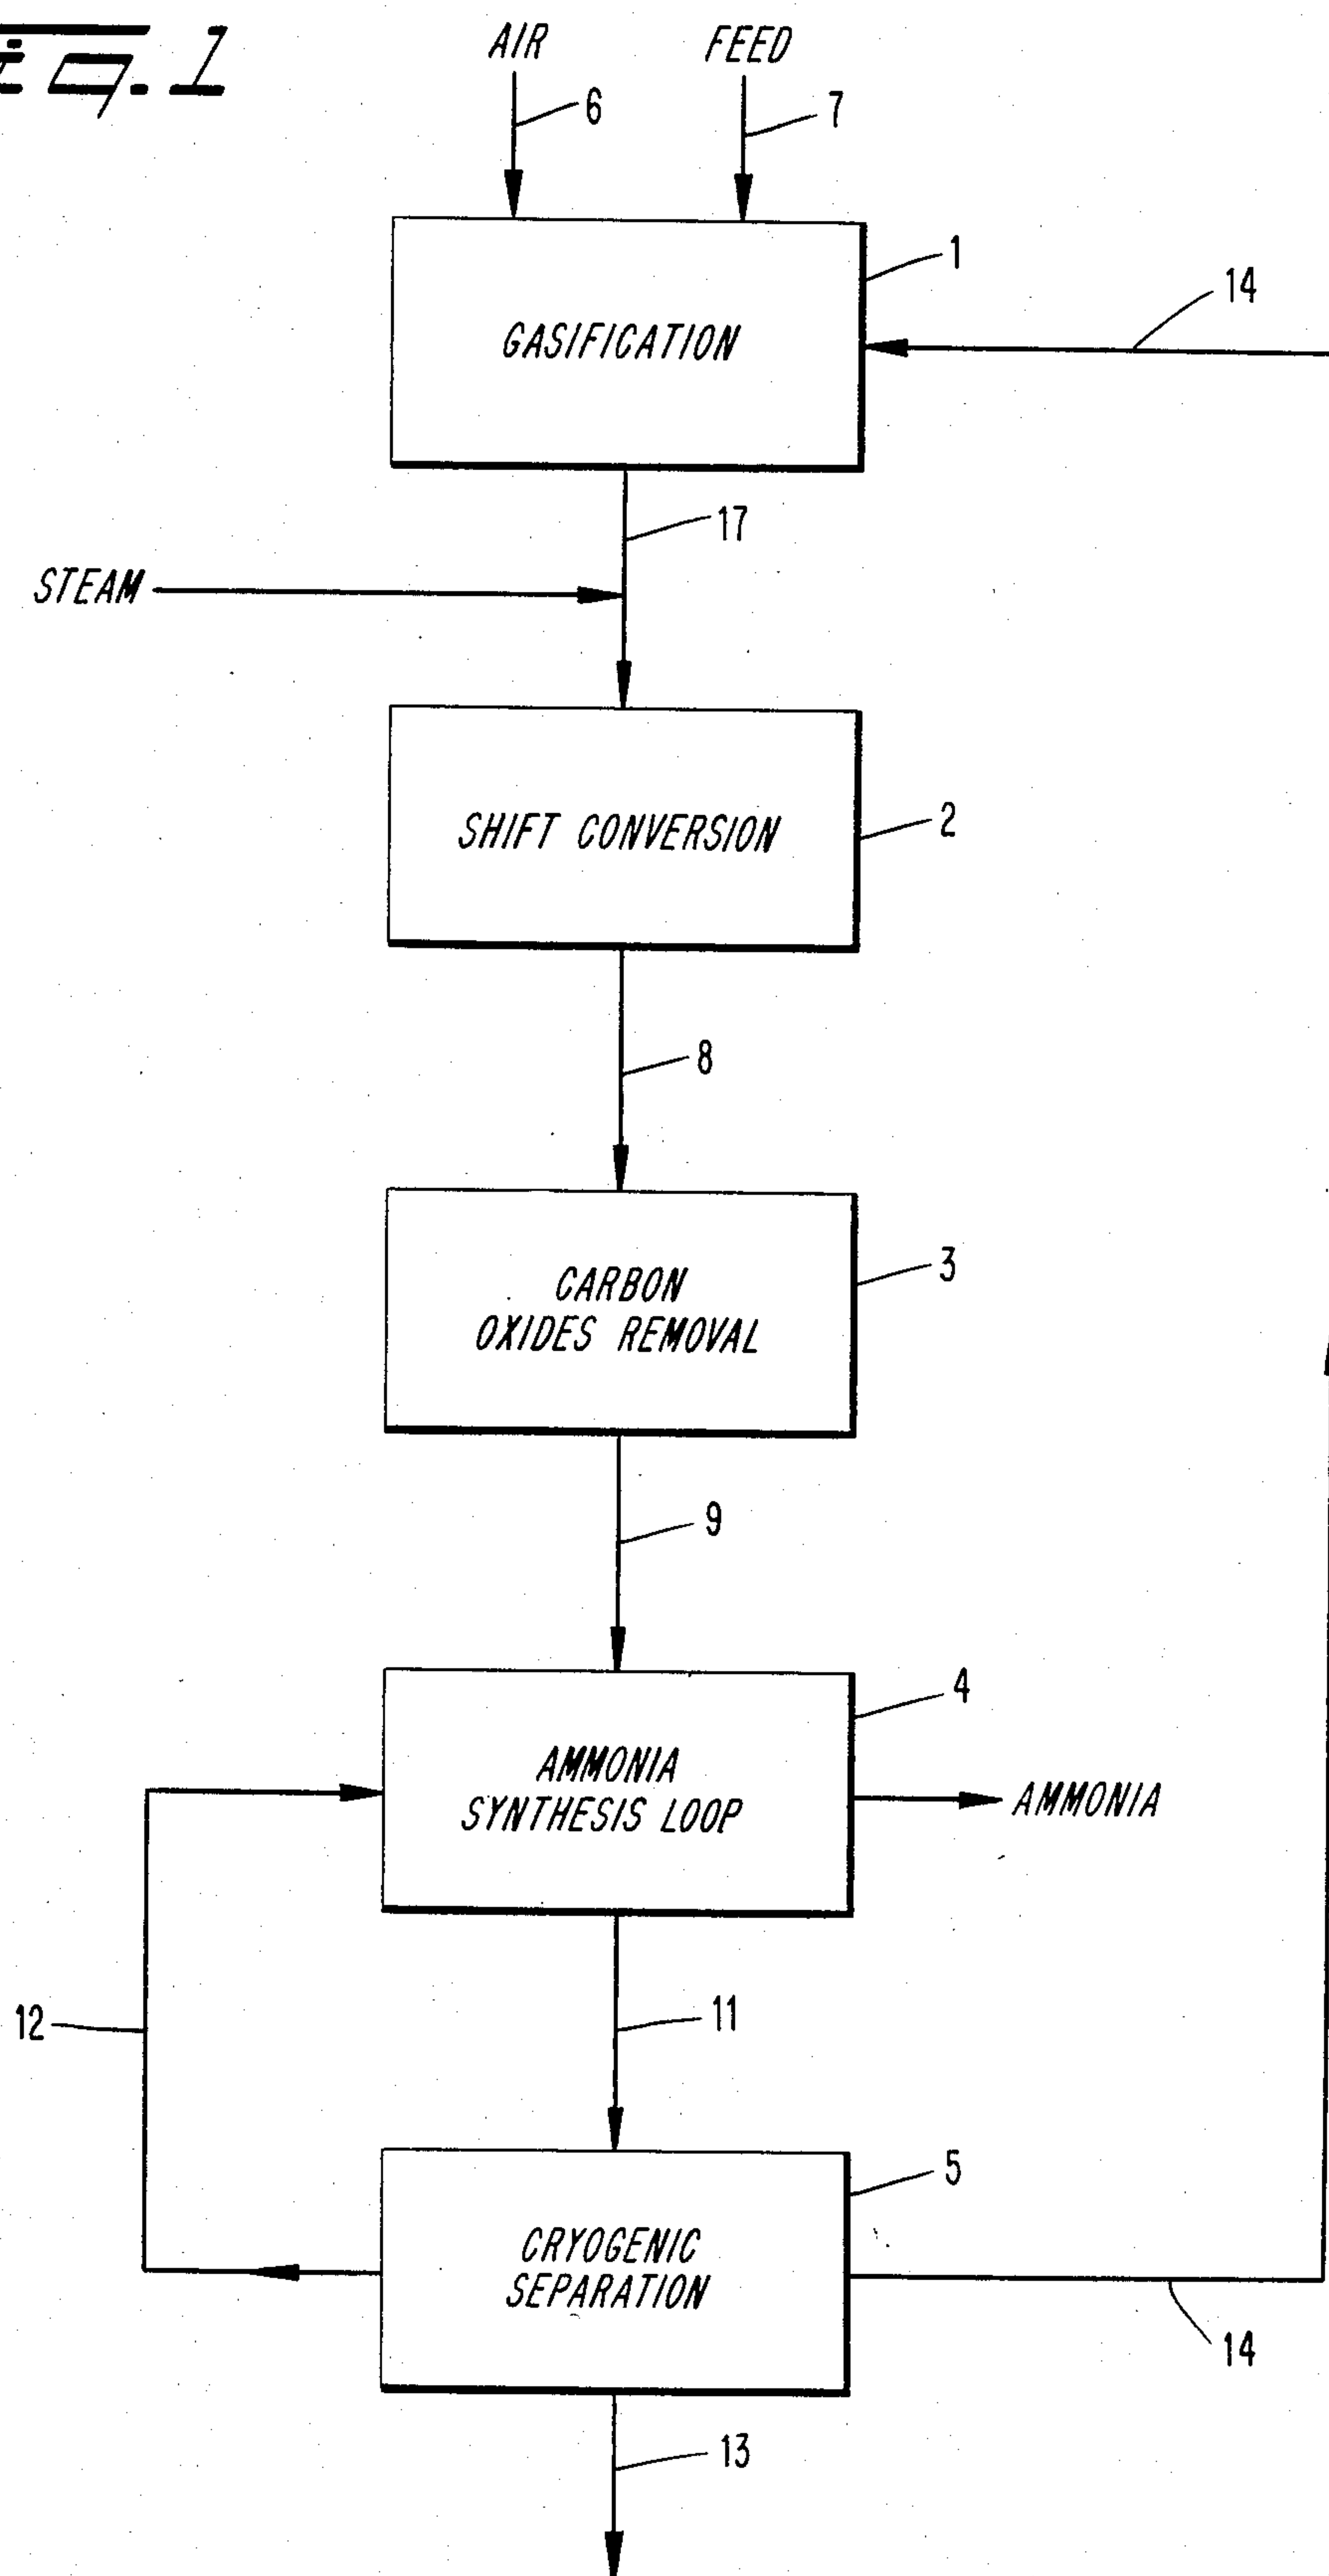 Fig. 1
AIR
FEED
6
7
1
14
GASIFICATION
17
STEAM
SHIFT CONVERSION
2
8
3
CARBON
OXIDES REMOVAL
9
4
AMMONIA
SYNTHESIS LOOP
AMMONIA
12
11
5
CRYOGENIC
SEPARATION
14
13